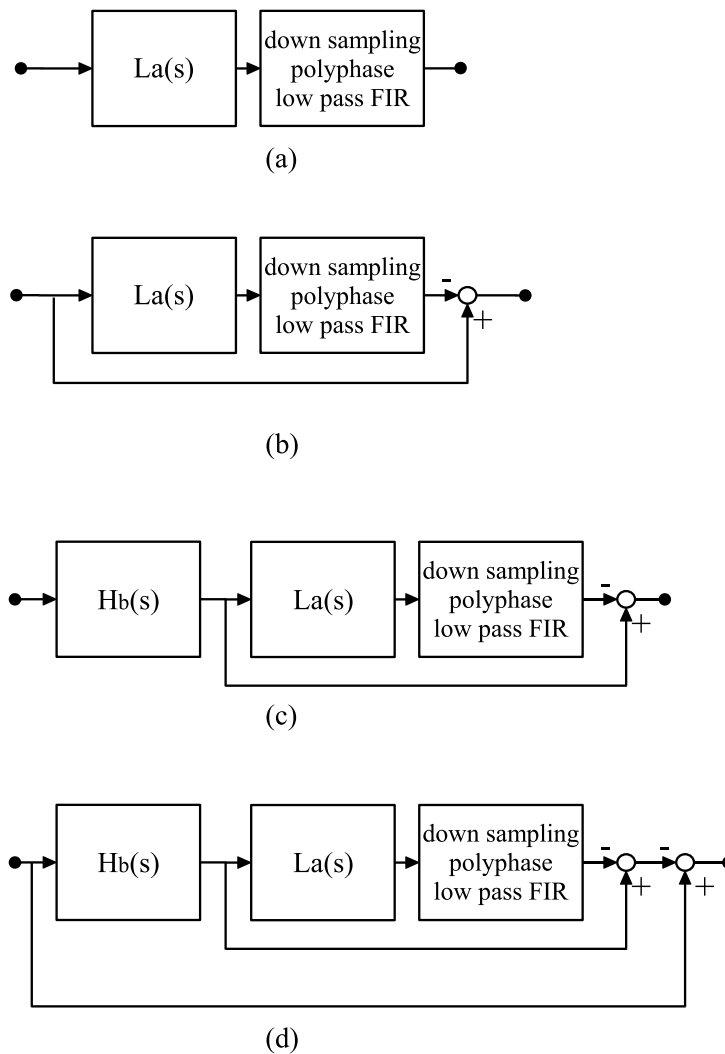 La(s)
down sampling
polyphase
low pass FIR
(a)
La(s)
down sampling
polyphase
low pass FIR
-
+
(b)
Hb(s)
La(s)
down sampling
polyphase
low pass FIR
-
+
(c)
Hb(s)
La(s)
down sampling
polyphase
low pass FIR
-
+
-
+
(d)